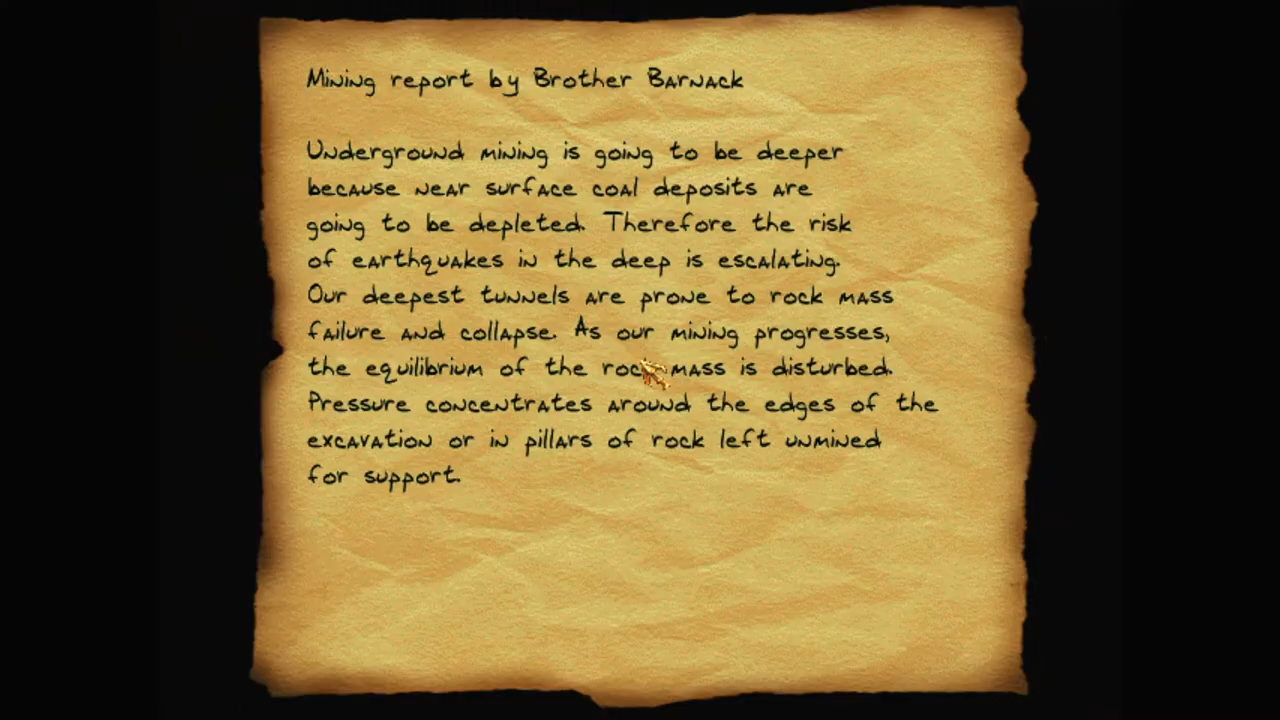 Mining report by Brother Barnack
Underground mining is going to be deeper
because near surface coal deposits are
going to be depleted. Therefore the risk
of earthquakes in the deep is escalating.
Our deepest tunnels are prone to rock mass
failure and collapse. As our mining progresses,
the equilibrium of the rock mass is disturbed.
Pressure concentrates around the edges of the
excavation or in pillars of rock left unmined
for support.